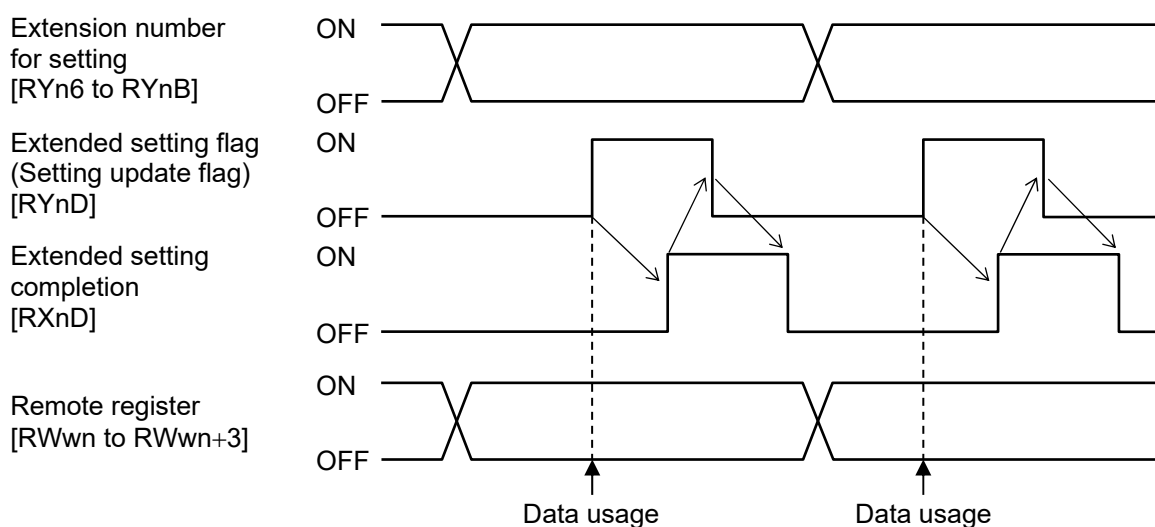 Extension number
for setting
[RYn6 to RYnB]
ON
OFF
Extended setting flag
(Setting update flag)
[RYnD]
ON
OFF
Extended setting
completion
[RXnD]
ON
OFF
Remote register
[RWwn to RWwn+3]
ON
OFF
Data usage
Data usage